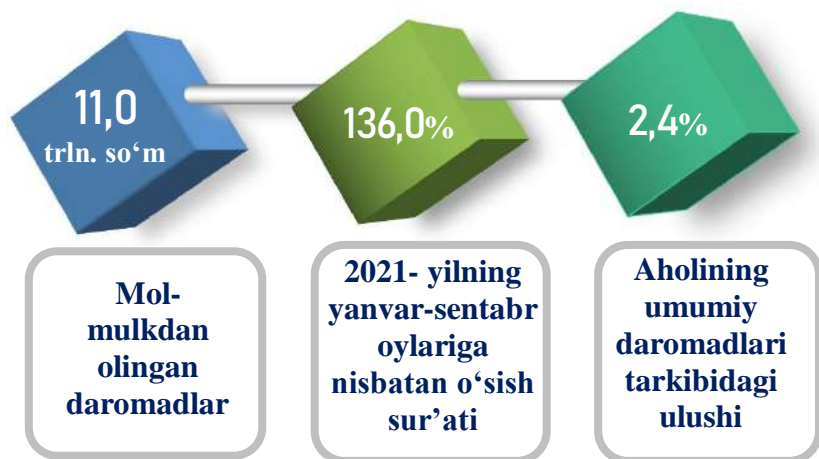 11,0
trln. so‘m
136,0%
2,4%
Mol-
mulkdan
olingan
daromadlar
2021- yilning
yanvar-sentabr
oylariga
nisbatan o‘sish
sur’ati
Aholining
umumiy
daromadlari
tarkibidagi
ulushi